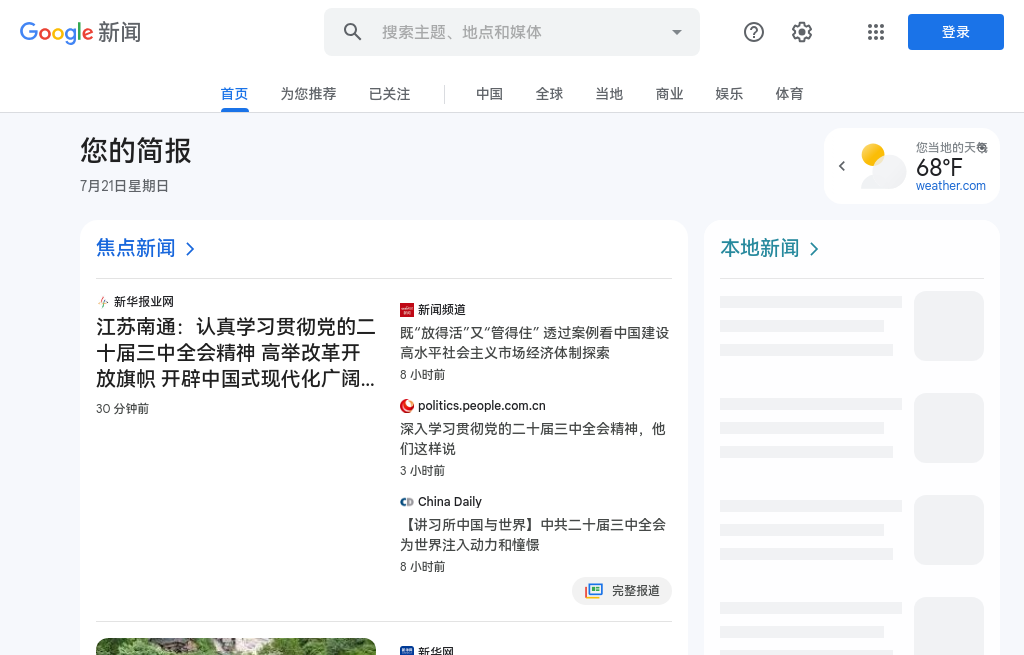 Google 新闻
搜索主题、地点和媒体
登录
首页
为您推荐
已关注
中国
全球
当地
商业
娱乐
体育
您的简报
7月21日星期日
您当地的天气
68°F
weather.com
焦点新闻
新华报业网
江苏南通：认真学习贯彻党的二
十届三中全会精神 高举改革开
放旗帜 开辟中国式现代化广阔...
30 分钟前
新闻频道
既“放得活”又“管得住” 透过案例看中国建设
高水平社会主义市场经济体制探索
8 小时前
politics.people.com.cn
深入学习贯彻党的二十届三中全会精神，他
们这样说
3 小时前
China Daily
【讲习所中国与世界】中共二十届三中全会
为世界注入动力和憧憬
8 小时前
完整报道
新华网
本地新闻